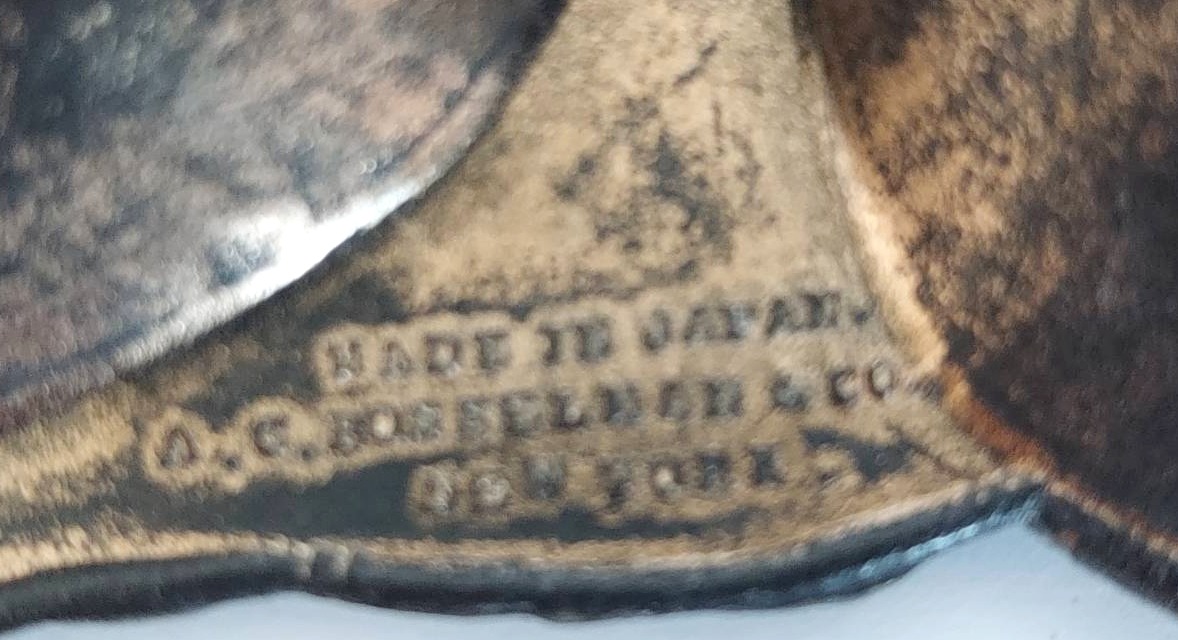 MADE IN JAPAN.
A.C. BOSSELMAN & CO.
NEW YORK